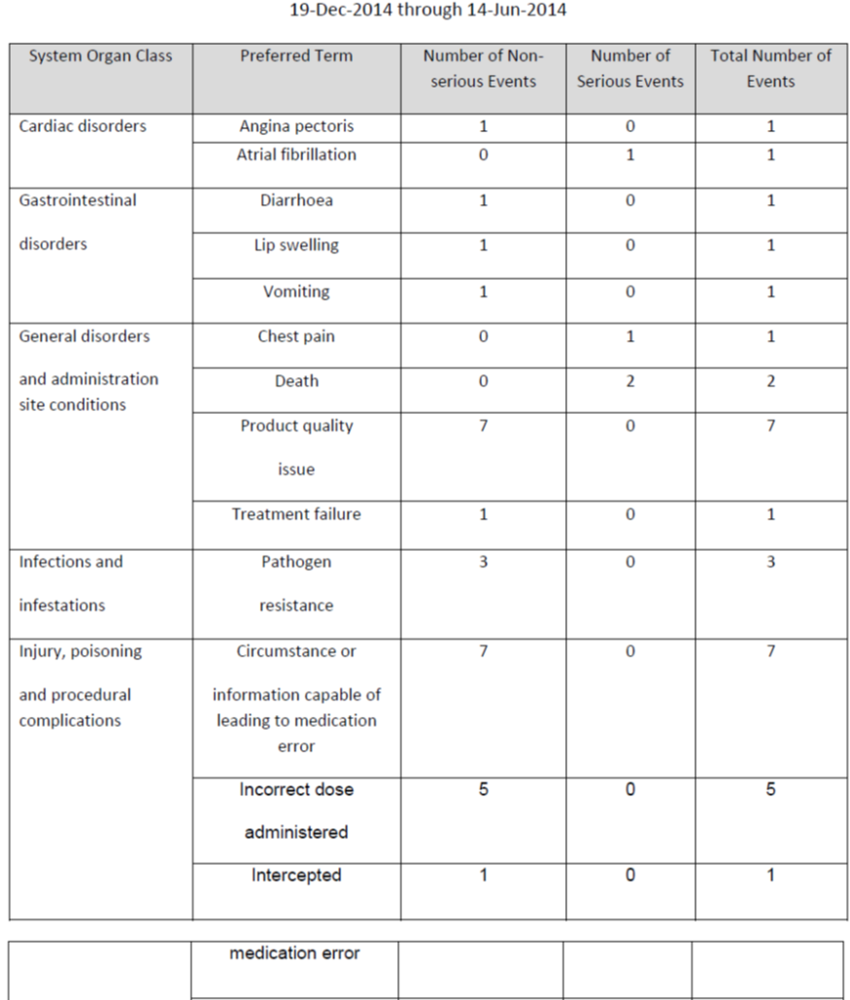 19-Dec-2014 through 14-Jun-2014
System Organ Class Preferred Term Number of Non- Number of Total Number of
serious Events Serious Events Events
Cardiac disorders Angina pectoris 1 0 1
Atrial fibrillation 0 1 1
Gastrointestinal Diarrhoea 1 0 1
disorders Lip swelling 1 0 1
Vomiting 1 0 1
General disorders Chest pain 0 1 1
and administration Death 0 2 2
site conditions
Product quality 7 0 7
issue
Treatment failure 1 0 1
Infections and Pathogen 3 0 3
infestations resistance
Injury, poisoning Circumstance or 7 0 7
and procedural information capable of
complications leading to medication
error
Incorrect dose 5 0 5
administered
Intercepted 1 0 1
medication error